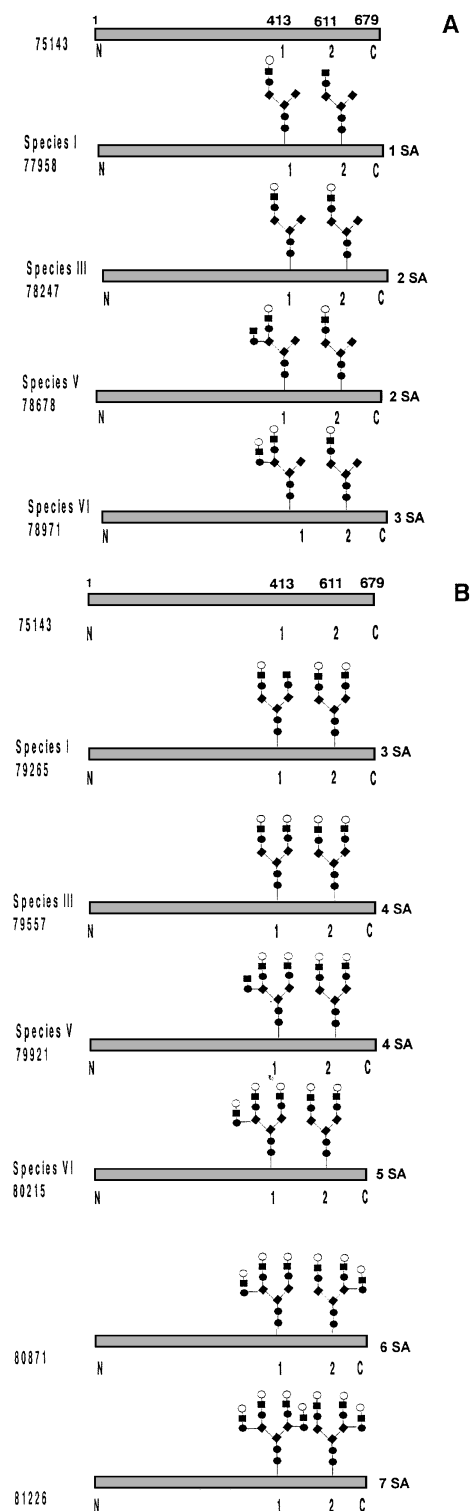 1 413 611 679 A
75143 N 1 2 C
Species I
77958 N 1 2 C 1 SA
Species III
78247 N 1 2 C 2 SA
Species V
78678 N 1 2 C 2 SA
Species VI
78971 N 1 2 C 3 SA
1 413 611 679 B
75143 N 1 2 C
Species I
79265 N 1 2 C 3 SA
Species III
79557 N 1 2 C 4 SA
Species V
79921 N 1 2 C 4 SA
Species VI
80215 N 1 2 C 5 SA
80871 N 1 2 C 6 SA
81226 N 1 2 C 7 SA